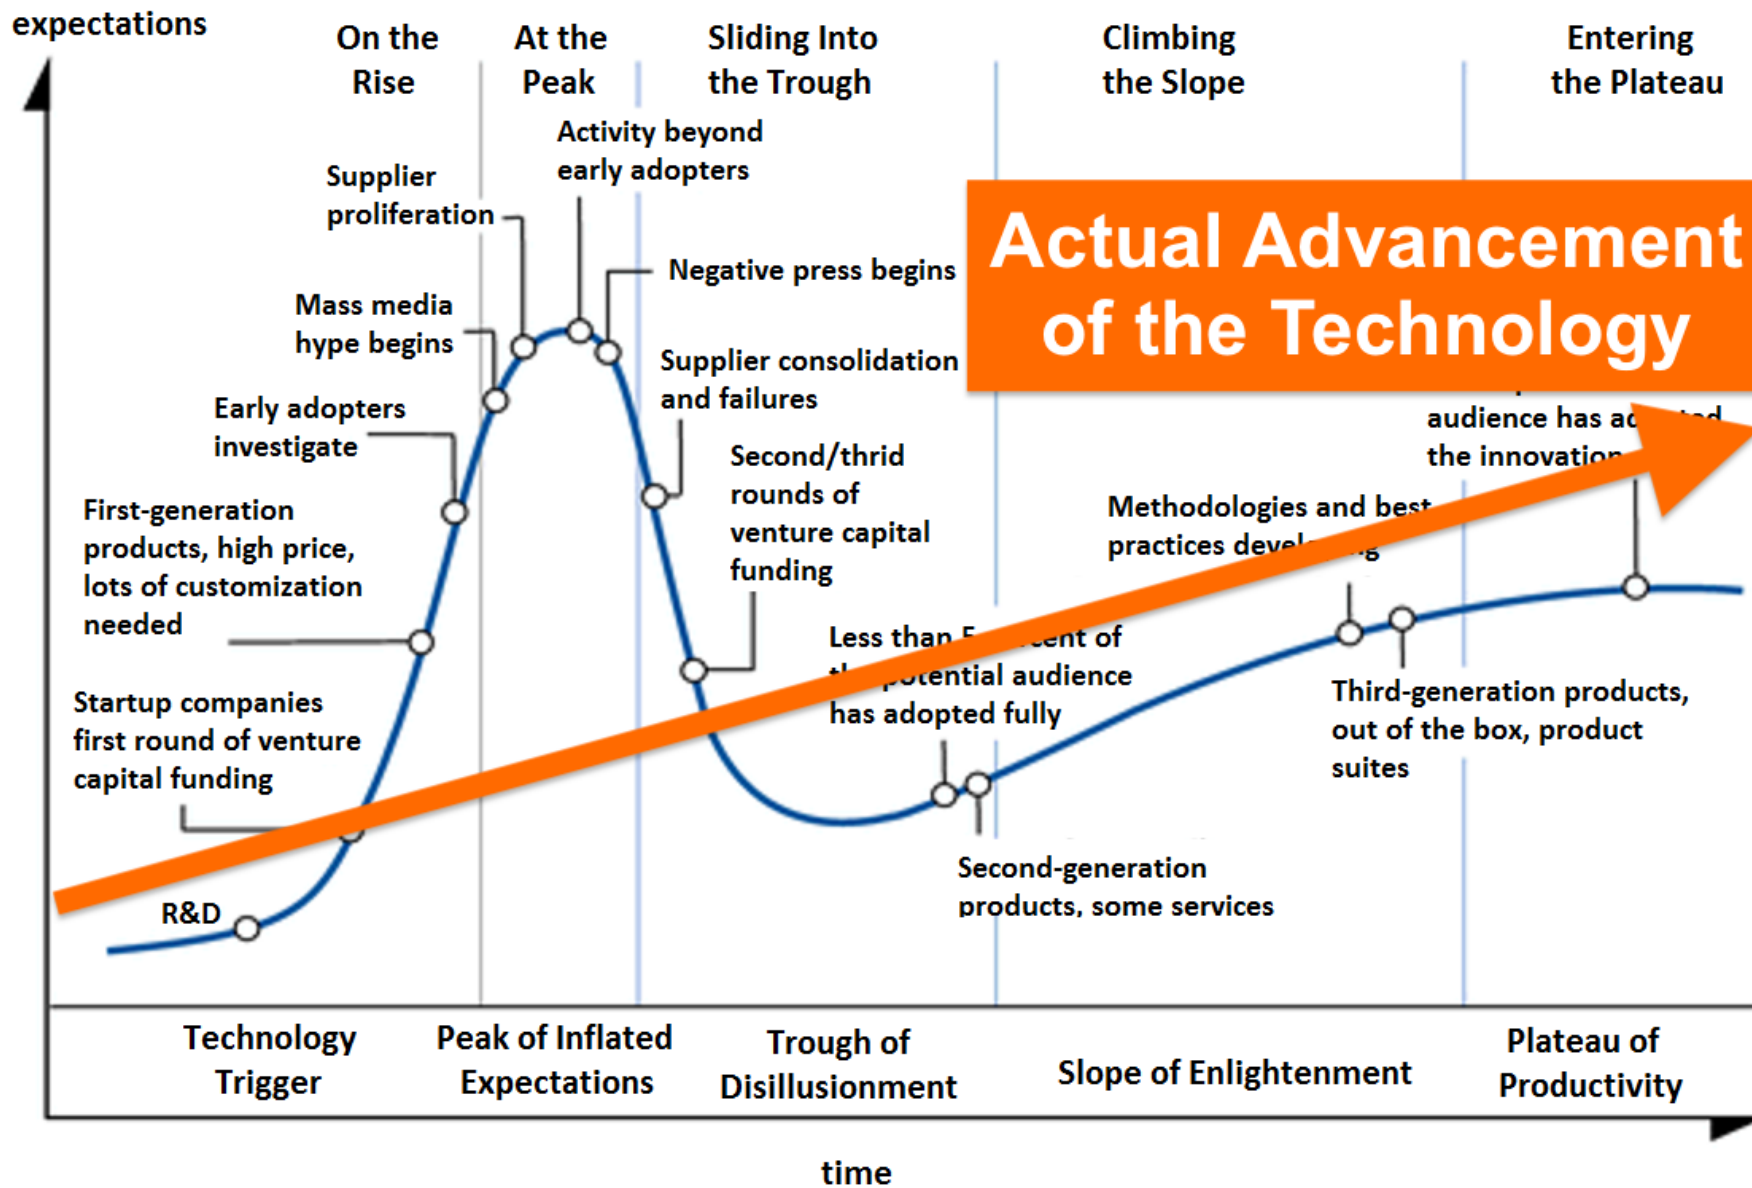 expectations
On the
Rise
At the
Peak
Sliding Into
the Trough
Climbing
the Slope
Entering
the Plateau
Activity beyond
early adopters
Supplier
proliferation
Negative press begins
Mass media
hype begins
Supplier consolidation
and failures
Early adopters
investigate
Second/thrid
rounds of
venture capital
funding
First-generation
products, high price,
lots of customization
needed
Startup companies
first round of venture
capital funding
R&D
Actual Advancement
of the Technology
audience has
the innovation
Methodologies and best
practices
Less than of
potential audience
has adopted fully
Third-generation products,
out of the box, product
suites
Second-generation
products, some services
Technology
Trigger
Peak of Inflated
Expectations
Trough of
Disillusionment
Slope of Enlightenment
Plateau of
Productivity
time